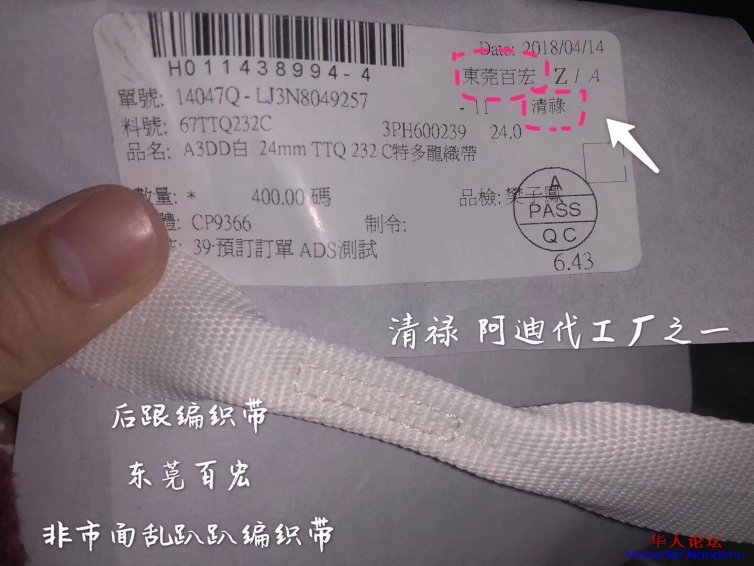 Date: 2018/04/14
H011438994-4
東莞百宏 Z / A
單號: 14047Q - LJ3N8049257
- 11 清祿
料號: 67TTQ232C 3PH600239 24.0
品名: A3DD白 24mm TTQ 232 C特多龍織帶
數量: * 400.00 碼
品檢: 樊子鳳
A
PASS
QC
體: CP9366 制令:
39·預訂訂單 ADS測試
6.43
清禄 阿迪代工厂之一
后跟编织带
东莞百宏
非市面乱趴趴编织带
华人论坛